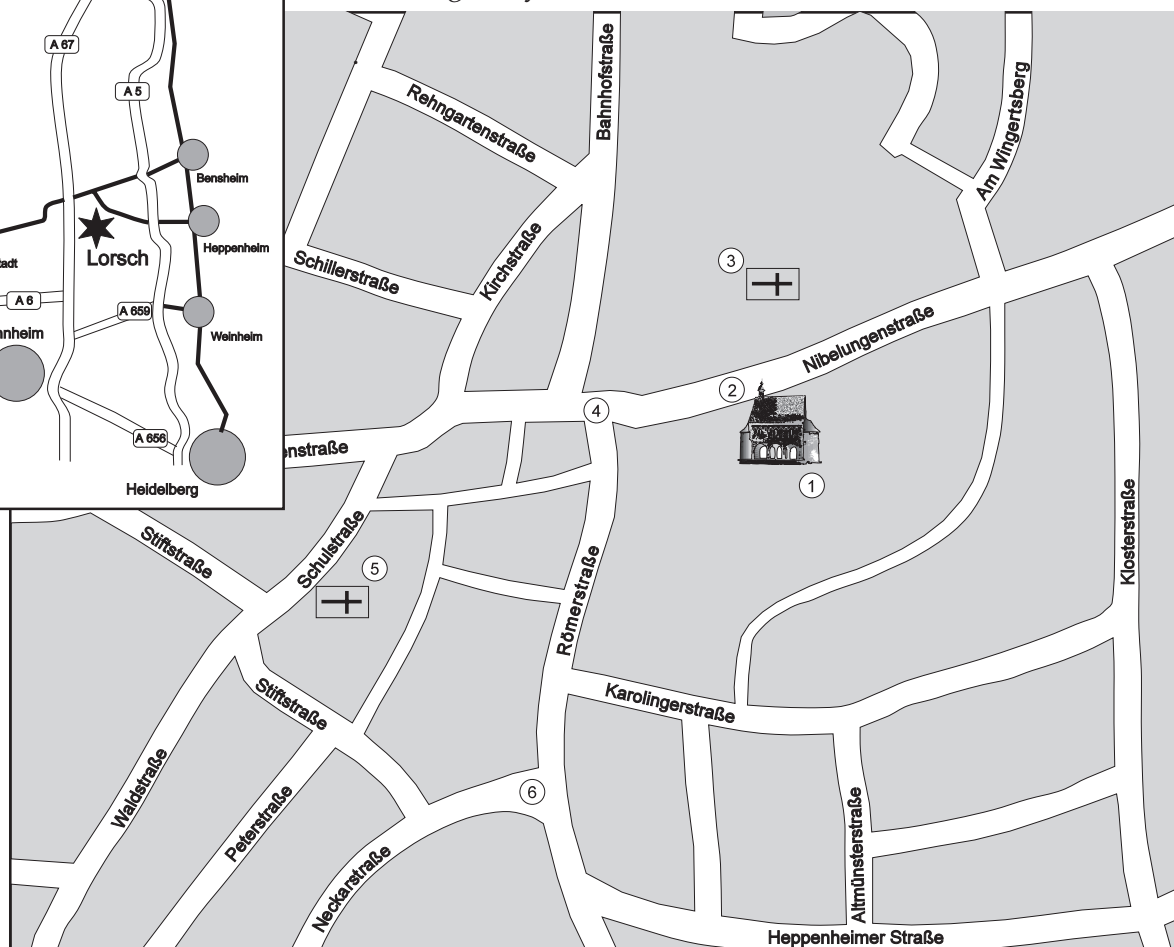 A 67
A 5
Bensheim
Heppenheim
Lorsch
A 6
A 659
Weinheim
A 656
Heidelberg
Bahnhofstraße
Rehngartenstraße
Am Wingertsberg
Kirchstraße
Schillerstraße
3
Nibelungenstraße
2
4
1
Klosterstraße
Stiftstraße
Schulstraße
5
Römerstraße
Stiftstraße
Karolingerstraße
Waldstraße
Peterstraße
6
Altmünsterstraße
Neckarstraße
Heppenheimer Straße